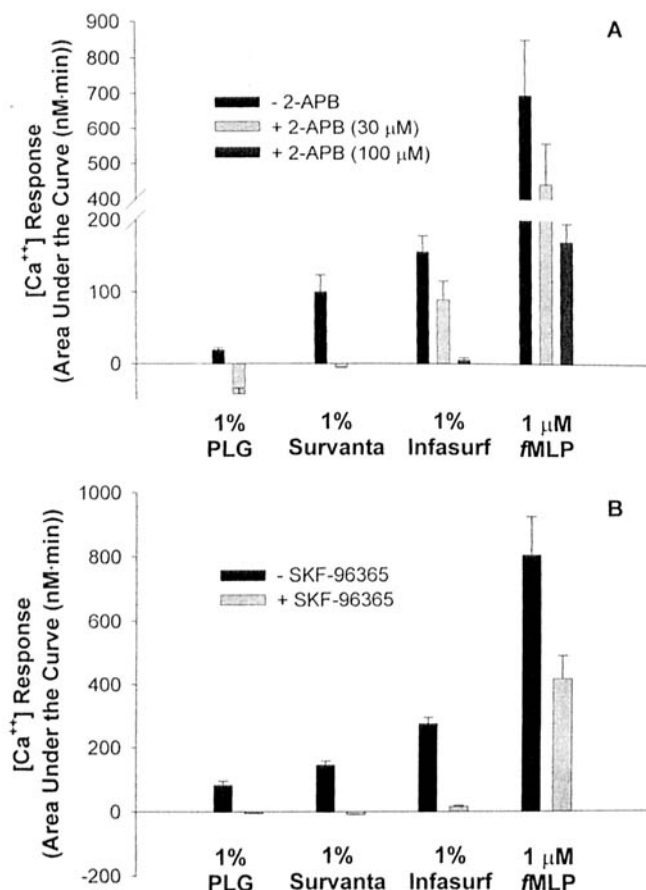 A
900
800
700
600
500
400
200
100
0
[Ca++] Response
(Area Under the Curve (nM·min))
- 2-APB
+ 2-APB (30 μM)
+ 2-APB (100 μM)
1% 1% 1% 1 μM
PLG Survanta Infasurf fMLP
B
1000
800
600
400
200
0
-200
[Ca++] Response
(Area Under the Curve (nM·min))
- SKF-96365
+ SKF-96365
1% 1% 1% 1 μM
PLG Survanta Infasurf fMLP